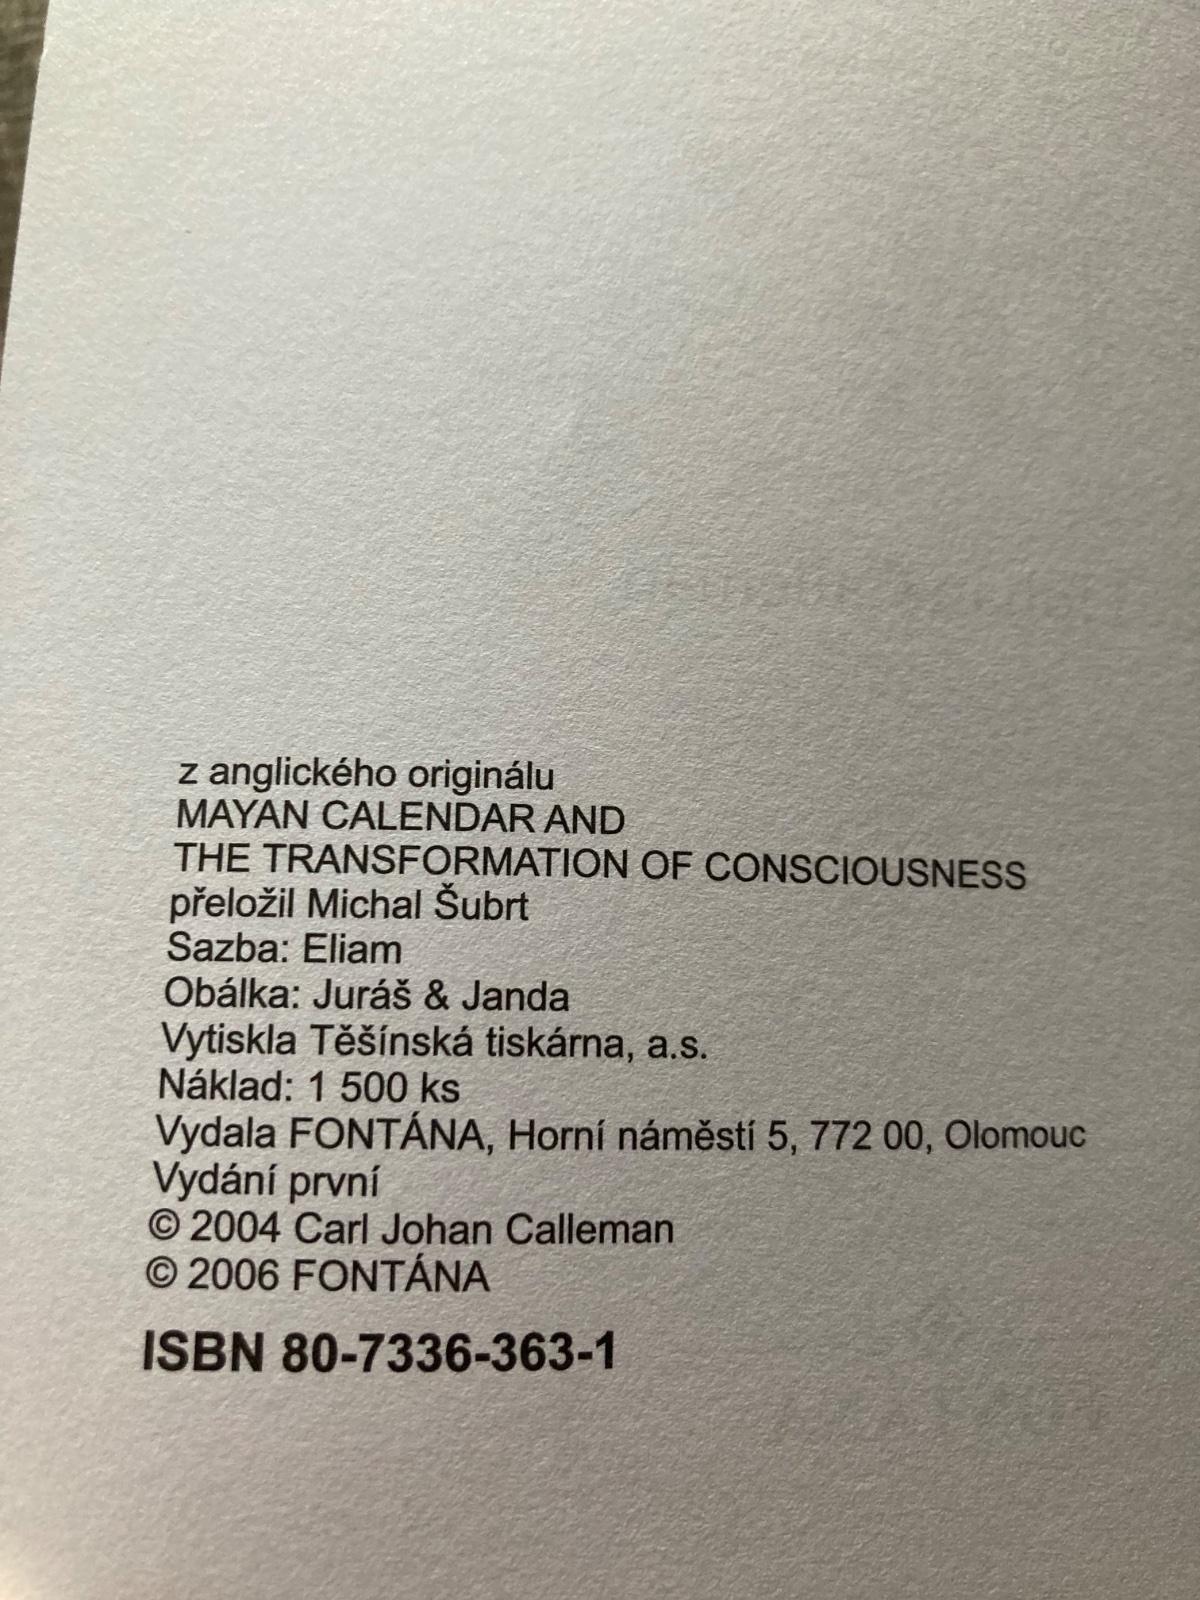 z anglického originálu
MAYAN CALENDAR AND
THE TRANSFORMATION OF CONSCIOUSNESS
přeložil Michal Šubrt
Sazba: Eliam
Obálka: Juráš & Janda
Vytiskla Těšínská tiskárna, a.s.
Náklad: 1 500 ks
Vydala FONTÁNA, Horní náměstí 5, 772 00, Olomouc
Vydání první
© 2004 Carl Johan Calleman
© 2006 FONTÁNA
ISBN 80-7336-363-1